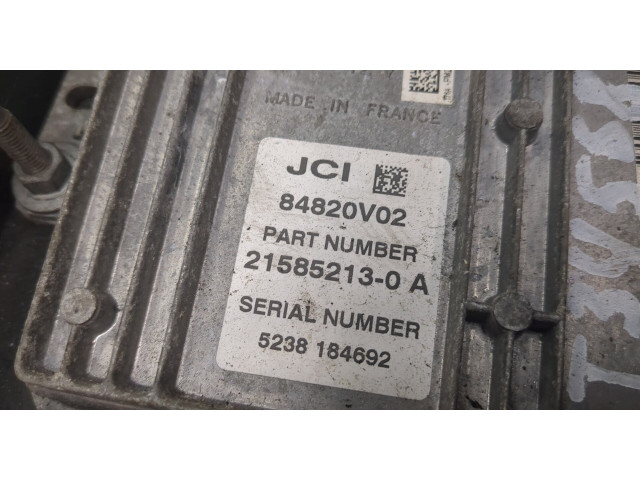 MADE IN FRANCE
JCI
84820V02
PART NUMBER
21585213-0 A
SERIAL NUMBER
5238 184692